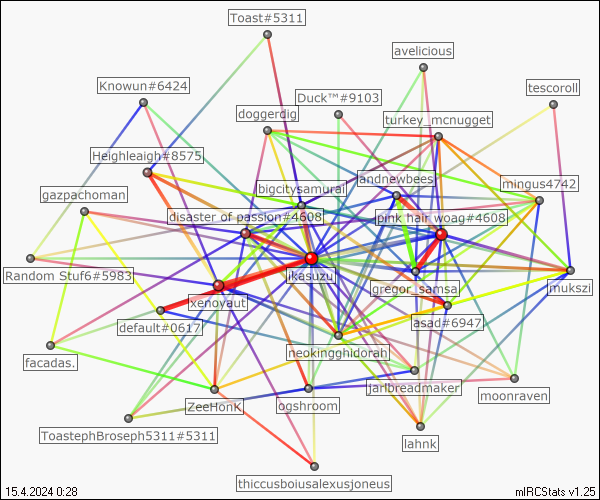 Toast#5311
avelicious
Knowun#6424
tescoroll
Duck™#9103
doggerdig
turkey_mcnugget
Heighleaigh#8575
andnewbees
mingus4742
bigcitysamurai
gazpachoman
disaster of passion#4608
pink hair woag#4608
Random Stuf6#5983
ikasuzu
mukszi
gregor_samsa
xenoyaut
default#0617
asad#6947
neokingghidorah
facadas.
jarlbreadmaker
moonraven
ZeeHonK
ogshroom
ToastephBroseph5311#5311
lahnk
thiccusboiusalexusjoneus
15.4.2024 0:28
mIRCStats v1.25